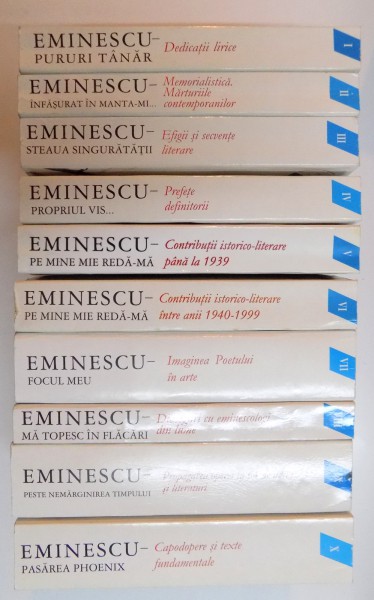 EMINESCU-
PURURI TÂNĂR
Dedicații lirice
I
EMINESCU-
ÎNFĂȘURAT ÎN MANTA-MI...
Memorialistică.
Mărturiile
contemporanilor
II
EMINESCU-
STEAUA SINGURĂTĂȚII
Efigii și secvențe
literare
III
EMINESCU-
PROPRIUL VIS...
Prefețe
definitorii
IV
EMINESCU-
PE MINE MIE REDĂ-MĂ
Contribuții istorico-literare
până la 1939
V
EMINESCU-
PE MINE MIE REDĂ-MĂ
Contribuții istorico-literare
între anii 1940-1999
VI
EMINESCU-
FOCUL MEU
Imaginea Poetului
în arte
VII
EMINESCU-
MĂ TOPESC ÎN FLĂCĂRI
cu eminescologi
din lume
EMINESCU-
PESTE NEMĂRGINIREA TIMPULUI
și literaturi
EMINESCU-
PASĂREA PHOENIX
Capodopere și texte
fundamentale
X